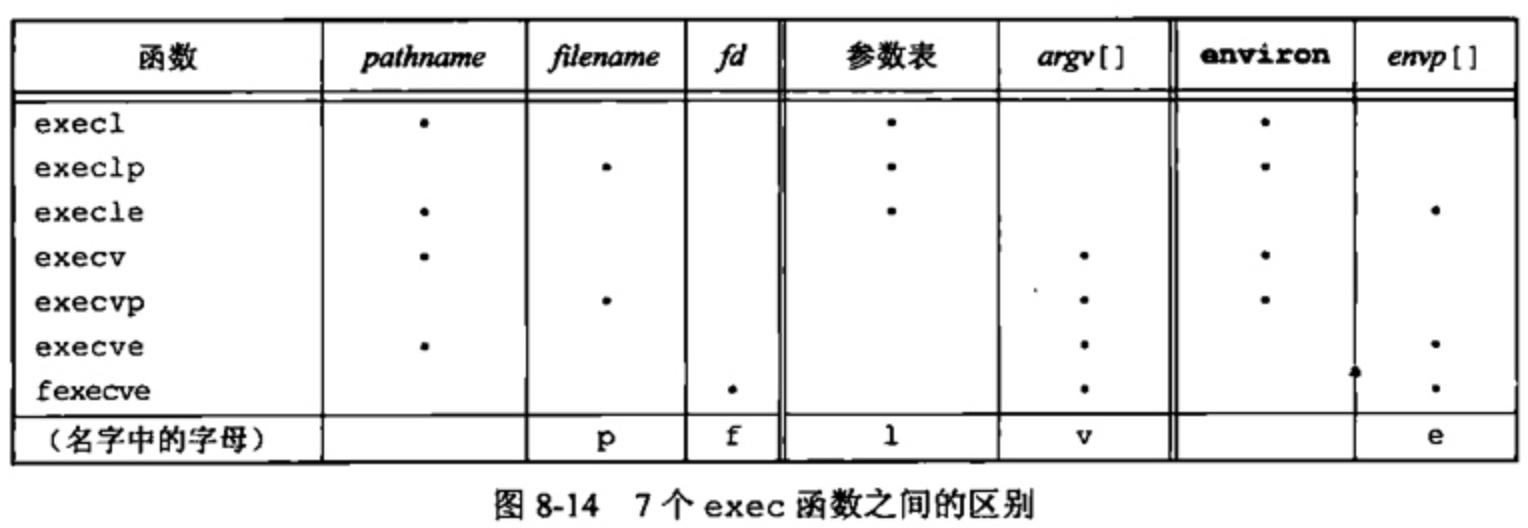 函数 pathname filename fd 参数表 argv[] environ envp[]
execl • • •
execlp • • •
execle • • •
execv • • •
execvp • • •
execve • • •
fexecve • • •
(名字中的字母) p f l v e
图 8-14 7 个 exec 函数之间的区别